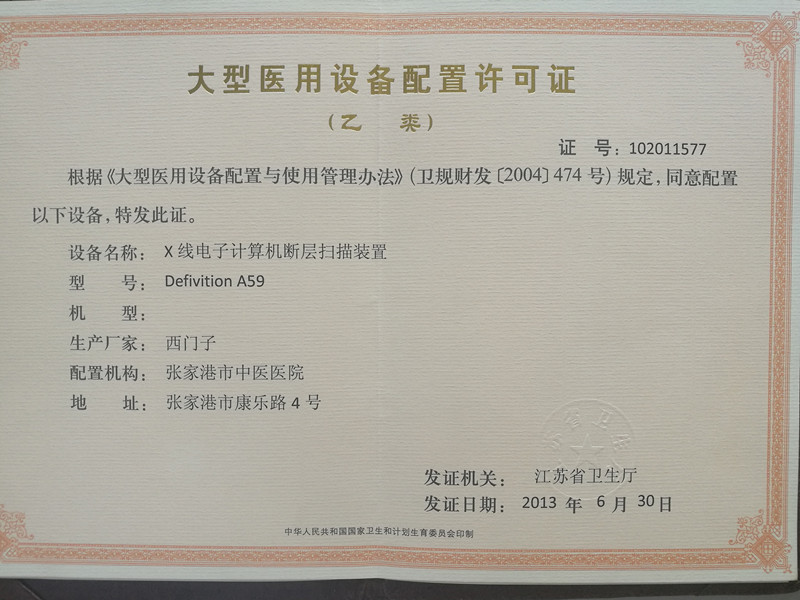 大型医用设备配置许可证
（乙 类）
证 号：102011577
根据《大型医用设备配置与使用管理办法》（卫规财发〔2004〕474 号）规定，同意配置
以下设备，特发此证。
设备名称： X 线电子计算机断层扫描装置
型 号： Defivition A59
机 型：
生产厂家： 西门子
配置机构： 张家港市中医医院
地 址： 张家港市康乐路 4 号
江苏省卫生厅
发证机关： 江苏省卫生厅
发证日期： 2013 年 6 月 30 日
中华人民共和国国家卫生和计划生育委员会印制